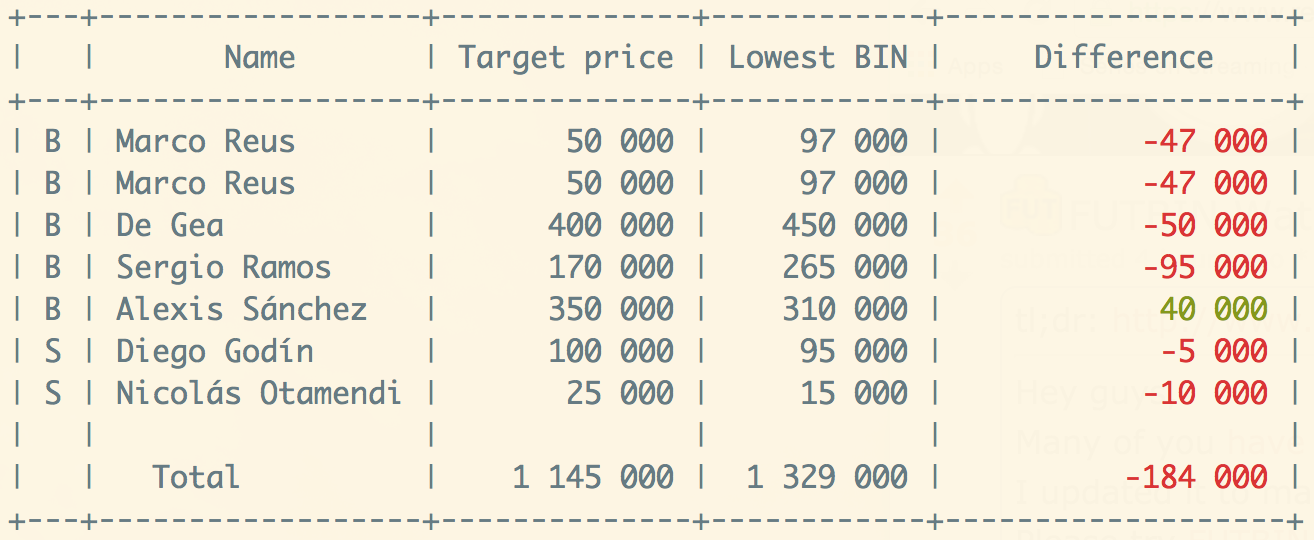 +---+------------------+--------------+------------+-------------------+
|   |       Name       | Target price | Lowest BIN |     Difference    |
+---+------------------+--------------+------------+-------------------+
| B | Marco Reus       |       50 000 |     97 000 |           -47 000 |
| B | Marco Reus       |       50 000 |     97 000 |           -47 000 |
| B | De Gea           |      400 000 |    450 000 |           -50 000 |
| B | Sergio Ramos     |      170 000 |    265 000 |           -95 000 |
| B | Alexis Sánchez   |      350 000 |    310 000 |            40 000 |
| S | Diego Godín      |      100 000 |     95 000 |            -5 000 |
| S | Nicolás Otamendi |       25 000 |     15 000 |           -10 000 |
|   |                  |              |            |                   |
|   |   Total          |    1 145 000 |  1 329 000 |          -184 000 |
+---+------------------+--------------+------------+-------------------+